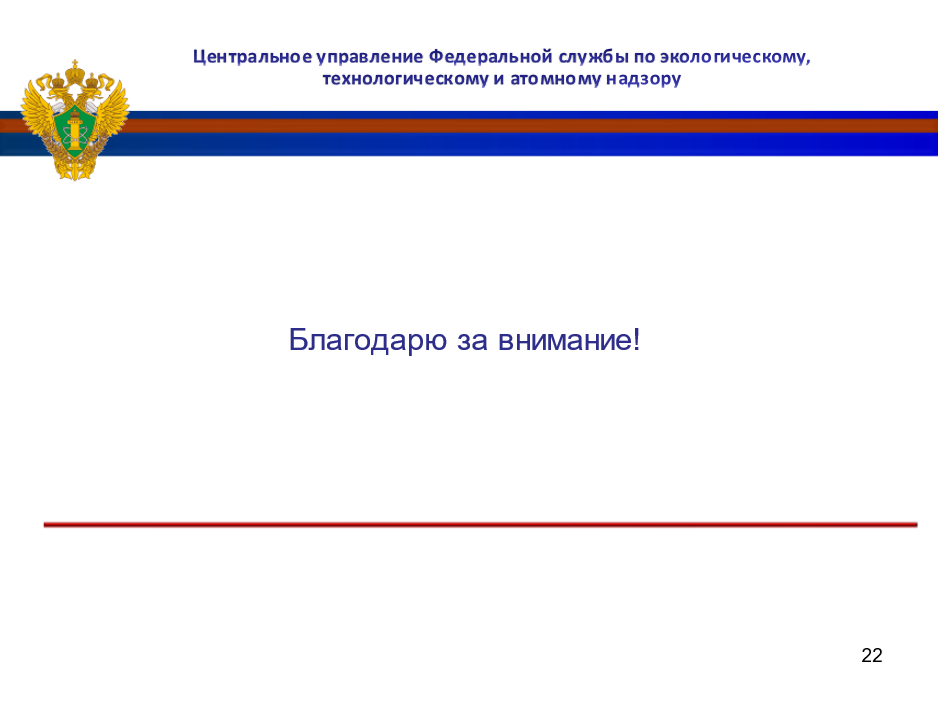 Центральное управление Федеральной службы по экологическому,
технологическому и атомному надзору
Благодарю за внимание!
22